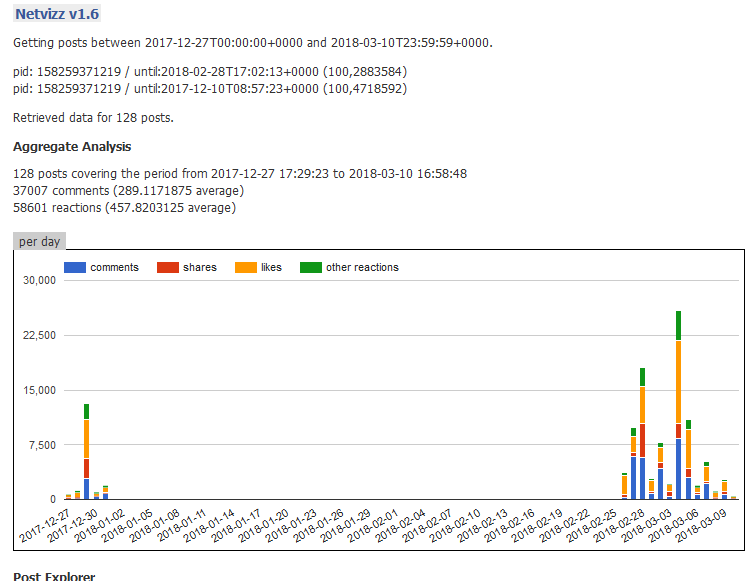 Netvizz v1.6
Getting posts between 2017-12-27T00:00:00+0000 and 2018-03-10T23:59:59+0000.
pid: 158259371219 / until:2018-02-28T17:02:13+0000 (100,2883584)
pid: 158259371219 / until:2017-12-10T08:57:23+0000 (100,4718592)
Retrieved data for 128 posts.
Aggregate Analysis
128 posts covering the period from 2017-12-27 17:29:23 to 2018-03-10 16:58:48
37007 comments (289.1171875 average)
58601 reactions (457.8203125 average)
per day
comments shares likes other reactions
30,000
22,500
15,000
7,500
0
2017-12-27 2017-12-30 2018-01-02 2018-01-05 2018-01-08 2018-01-11 2018-01-14 2018-01-17 2018-01-20 2018-01-23 2018-01-26 2018-01-29 2018-02-01 2018-02-04 2018-02-07 2018-02-10 2018-02-13 2018-02-16 2018-02-19 2018-02-22 2018-02-25 2018-02-28 2018-03-03 2018-03-06 2018-03-09
Post Explorer